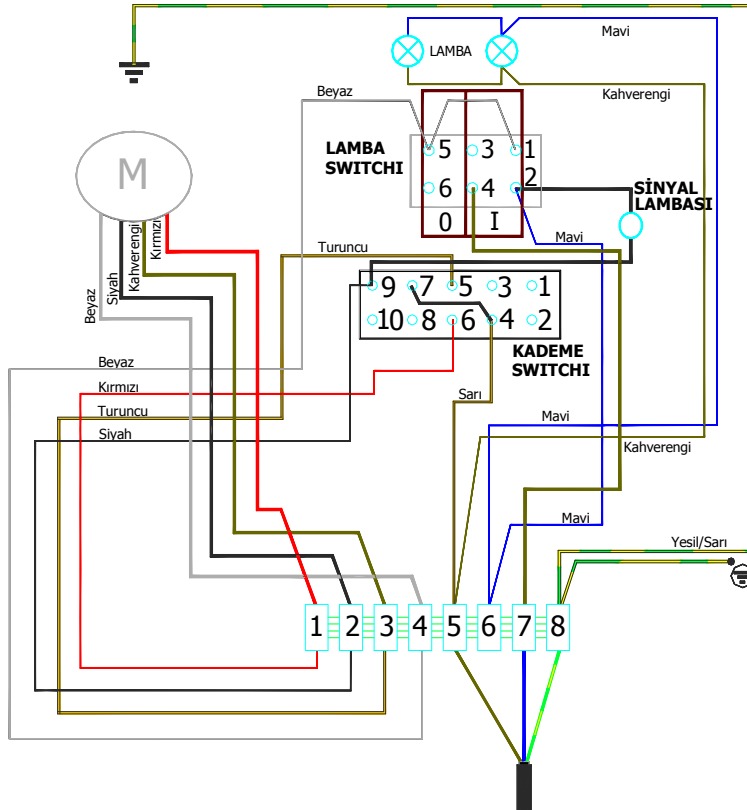 Mavi
LAMBA
Beyaz
Kahverengi
LAMBA
SWITCHI
5 3 1
6 4 2
0 I
SİNYAL
LAMBASI
M
Beyaz
Siyah
Kahverengi
Kırmızı
Turuncu
Mavi
9 7 5 3 1
10 8 6 4 2
KADEME
SWITCHI
Beyaz
Kırmızı
Sarı
Turuncu
Mavi
Siyah
Kahverengi
Mavi
Yesil/Sarı
1 2 3 4 5 6 7 8